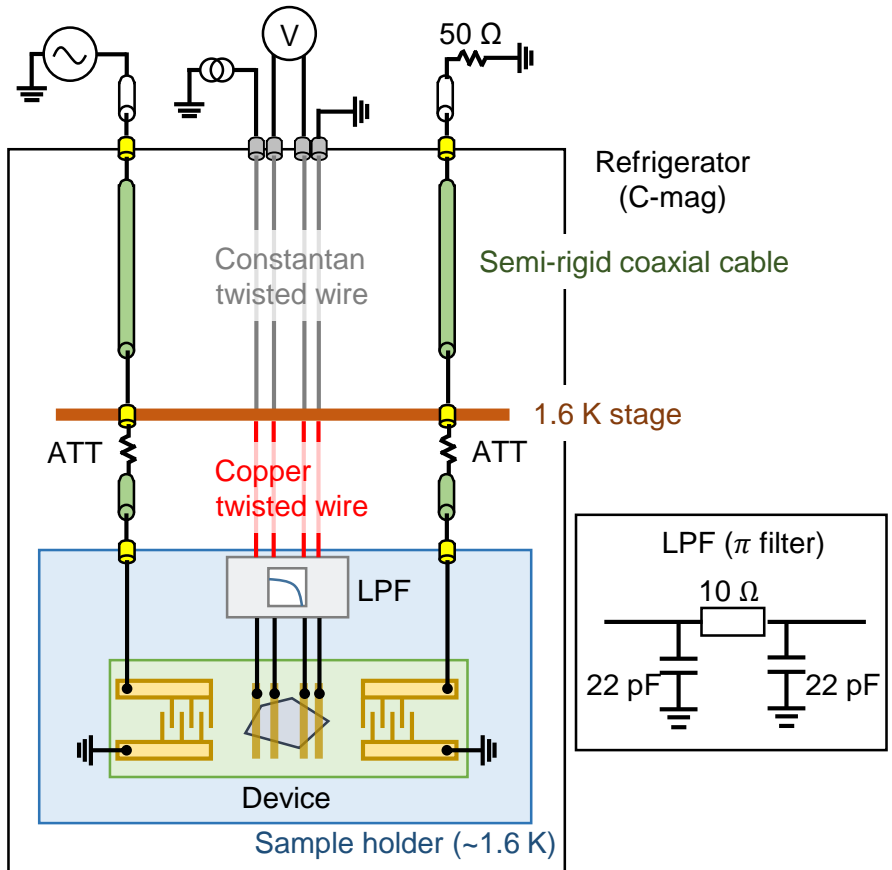 V
50 Ω
Refrigerator
(C-mag)
Constantan
twisted wire
Semi-rigid coaxial cable
1.6 K stage
ATT
ATT
Copper
twisted wire
LPF
LPF (π filter)
10 Ω
22 pF
22 pF
Device
Sample holder (~1.6 K)